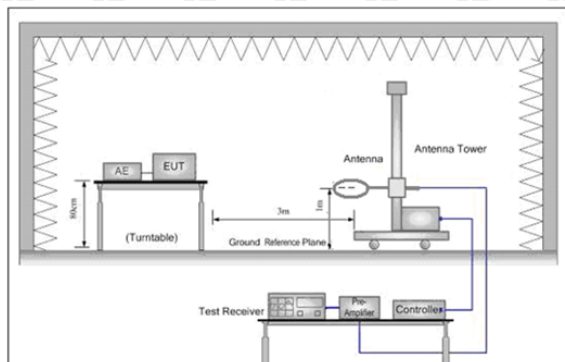 Antenna
Antenna Tower
AE
EUT
80cm
(Turntable)
3m
1m
Ground Reference Plane
Test Receiver
Pre-
Amplifier
Controller